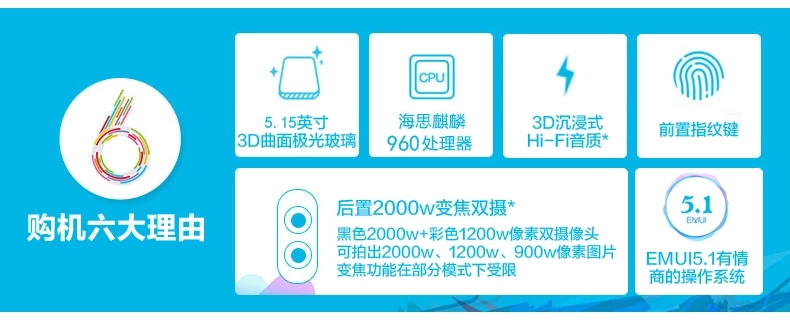 6
购机六大理由
5.15英寸
3D曲面极光玻璃
CPU
海思麒麟
960处理器
3D沉浸式
Hi-Fi音质*
前置指纹键
后置2000w变焦双摄*
黑色2000w+彩色1200w像素双摄像头
可拍出2000w、1200w、900w像素图片
变焦功能在部分模式下受限
5.1
EMUI
EMUI5.1有情
商的操作系统